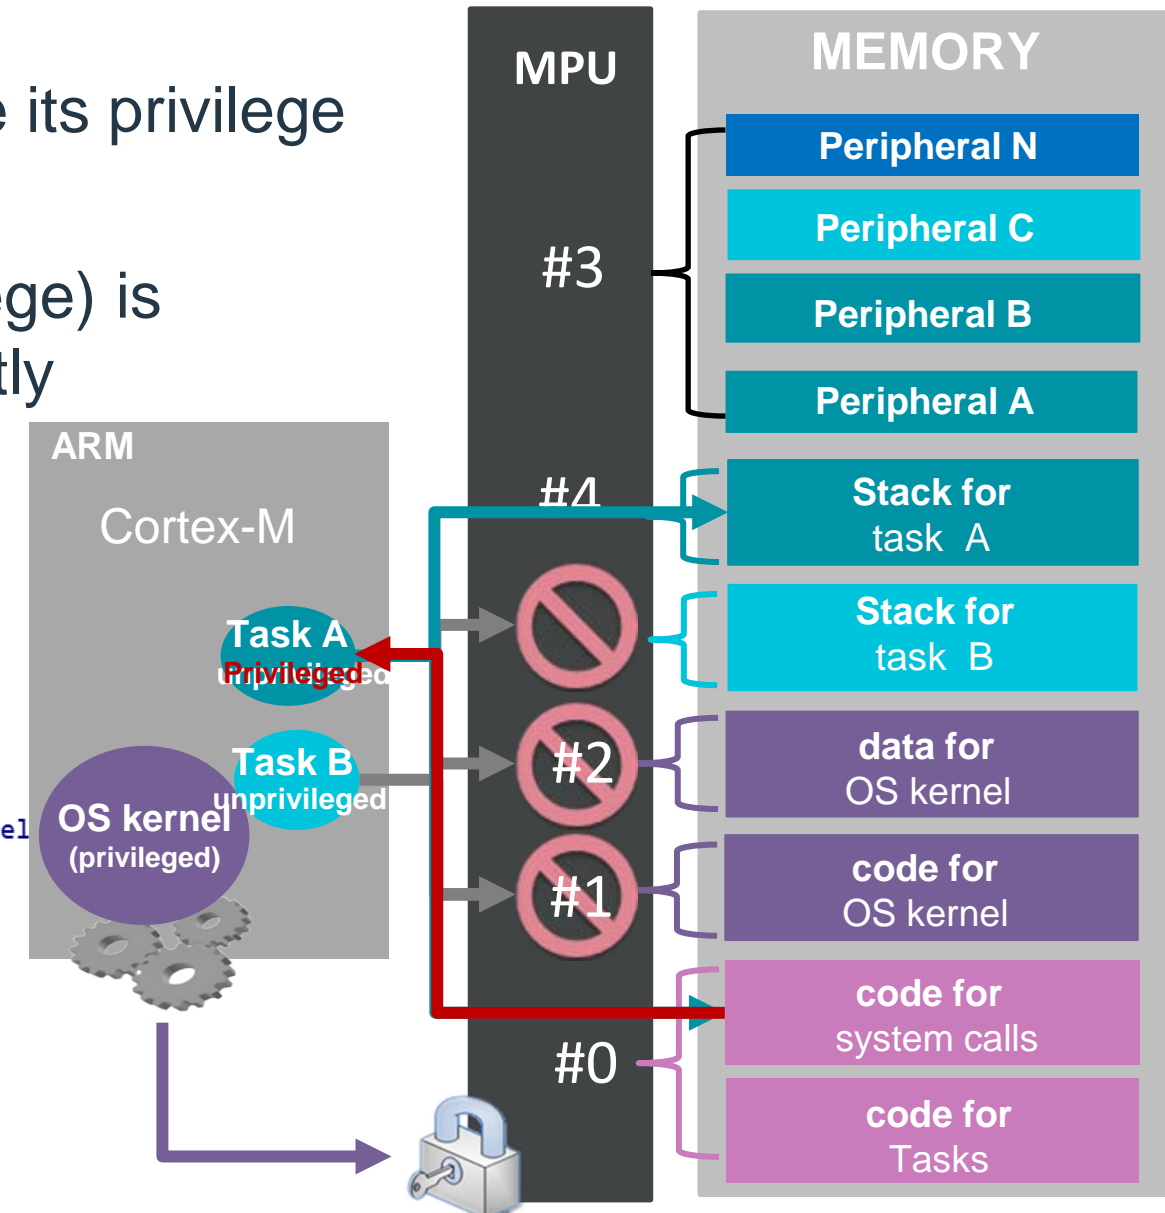 e its privilege
ege) is
tly
ARM
Cortex-M
Task A
Privileged
unprivileged
Task B
unprivileged
OS kernel
(privileged)
el
MPU
#3
#4
#2
#1
#0
MEMORY
Peripheral N
Peripheral C
Peripheral B
Peripheral A
Stack for
task A
Stack for
task B
data for
OS kernel
code for
OS kernel
code for
system calls
code for
Tasks